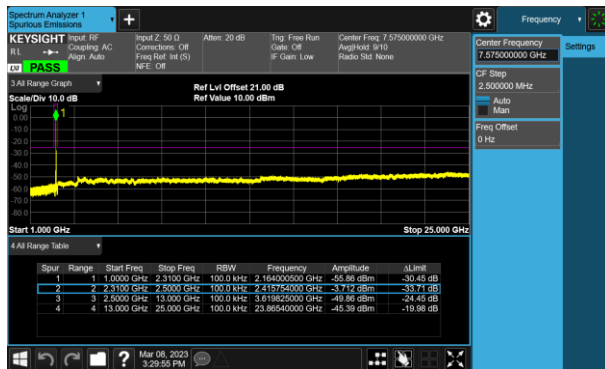 Spectrum Analyzer 1
Spurious Emissions
Frequency
KEYSIGHT Input: RF Input Z: 50 Ω Atten: 20 dB Trig: Free Run Center Freq: 7.575000000 GHz
RL Coupling: AC Corrections: Off Gate: Off Avg|Hold: 9/10
Align: Auto Freq Ref: Int (S) IF Gain: Low Radio Std: None
PASS NFE: Off
Center Frequency
7.575000000 GHz
Settings
CF Step
2.500000 MHz
Auto
Man
Freq Offset
0 Hz
3 All Range Graph
Ref Lvl Offset 21.00 dB
Scale/Div 10.0 dB Ref Value 10.00 dBm
Log
1
0.00
-10.0
-20.0
-30.0
-40.0
-50.0
-60.0
-70.0
-80.0
Start 1.000 GHz Stop 25.000 GHz
4 All Range Table
Spur Range Start Freq Stop Freq RBW Frequency Amplitude ΔLimit
1 1 1.0000 GHz 2.3100 GHz 100.0 kHz 2.164000500 GHz -55.86 dBm -30.45 dB
2 2 2.3100 GHz 2.5000 GHz 100.0 kHz 2.415754000 GHz -3.712 dBm -33.71 dB
3 3 2.5000 GHz 13.000 GHz 100.0 kHz 3.619825000 GHz -49.86 dBm -24.45 dB
4 4 13.000 GHz 25.000 GHz 100.0 kHz 23.86540000 GHz -45.39 dBm -19.98 dB
? Mar 08, 2023
3:29:55 PM